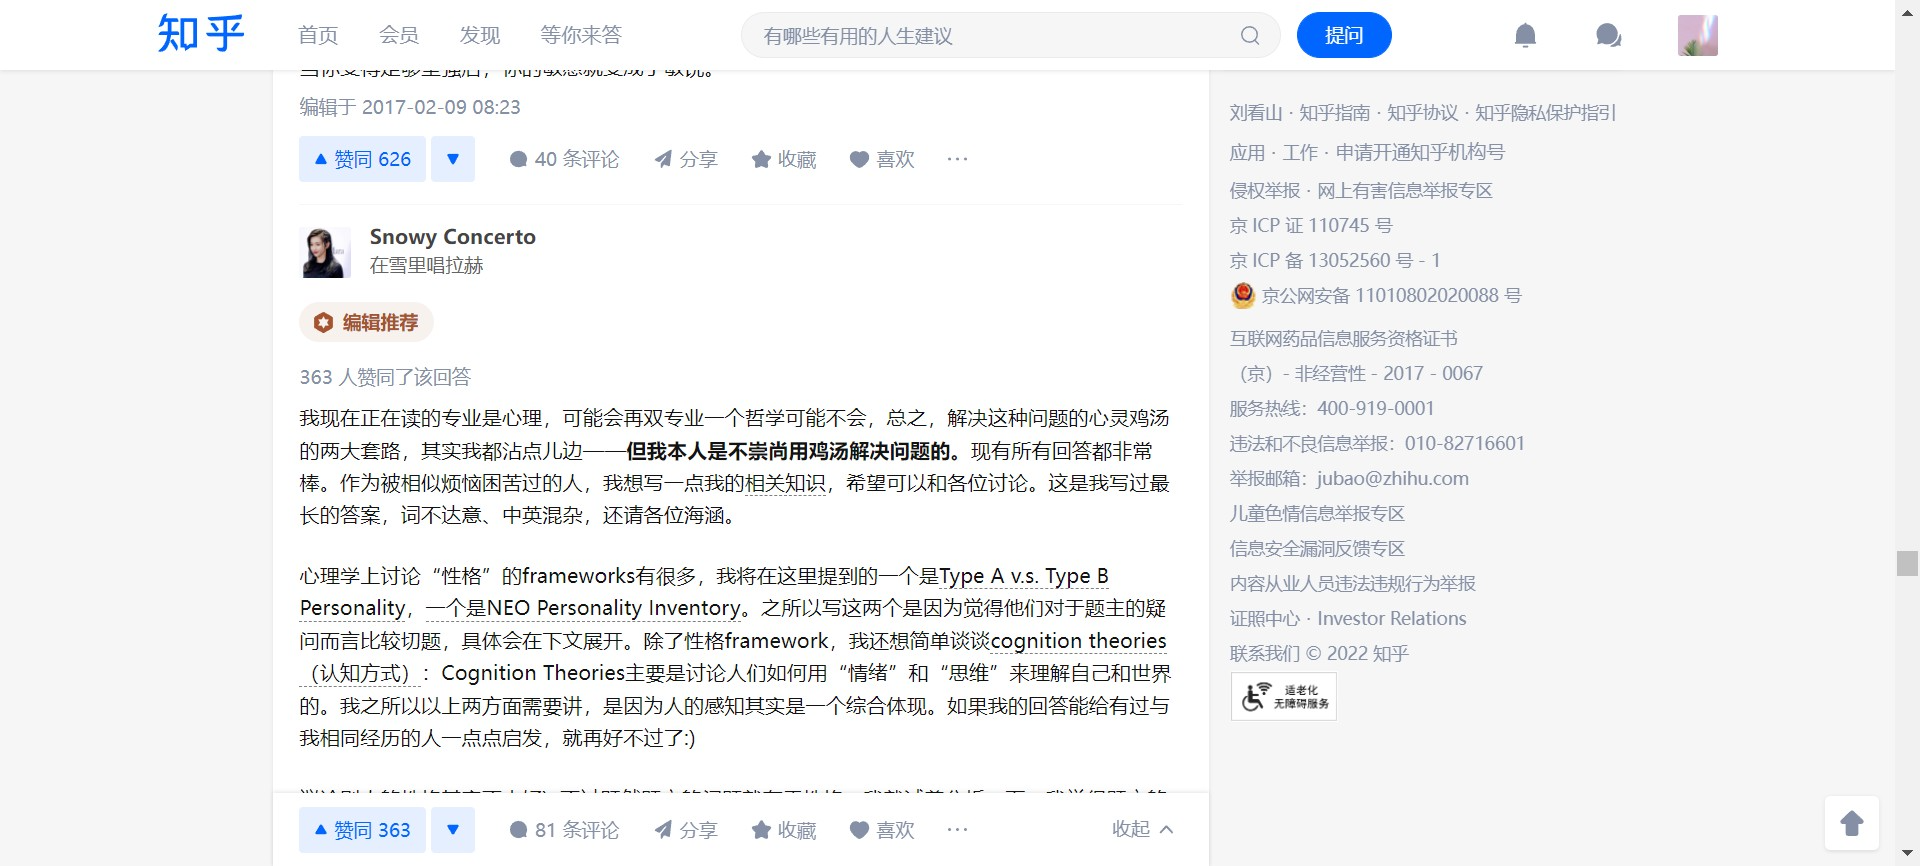 知乎
首页 会员 发现 等你来答
有哪些有用的人生建议
提问
编辑于 2017-02-09 08:23
赞同 626
40 条评论 分享 收藏 喜欢 ···
Snowy Concerto
在雪里唱拉赫
编辑推荐
363 人赞同了该回答
我现在正在读的专业是心理，可能会再双专业一个哲学可能不会，总之，解决这种问题的心灵鸡汤
的两大套路，其实我都沾点儿边——但我本人是不崇尚用鸡汤解决问题的。现有所有回答都非常
棒。作为被相似烦恼困苦过的人，我想写一点我的相关知识，希望可以和各位讨论。这是我写过最
长的答案，词不达意、中英混杂，还请各位海涵。
心理学上讨论“性格”的frameworks有很多，我将在这里提到的一个是Type A v.s. Type B
Personality，一个是NEO Personality Inventory。之所以写这两个是因为觉得他们对于题主的疑
问而言比较切题，具体会在下文展开。除了性格framework，我还想简单谈谈cognition theories
（认知方式）：Cognition Theories主要是讨论人们如何用“情绪”和“思维”来理解自己和世界
的。我之所以以上两方面需要讲，是因为人的感知其实是一个综合体现。如果我的回答能给有过与
我相同经历的人一点点启发，就再好不过了:)
赞同 363
81 条评论 分享 收藏 喜欢 ···
收起
刘看山 · 知乎指南 · 知乎协议 · 知乎隐私保护指引
应用 · 工作 · 申请开通知乎机构号
侵权举报 · 网上有害信息举报专区
京 ICP 证 110745 号
京 ICP 备 13052560 号 - 1
京公网安备 11010802020088 号
互联网药品信息服务资格证书
（京）- 非经营性 - 2017 - 0067
服务热线：400-919-0001
违法和不良信息举报：010-82716601
举报邮箱：jubao@zhihu.com
儿童色情信息举报专区
信息安全漏洞反馈专区
内容从业人员违法违规行为举报
证照中心 · Investor Relations
联系我们 © 2022 知乎
适老化
无障碍服务